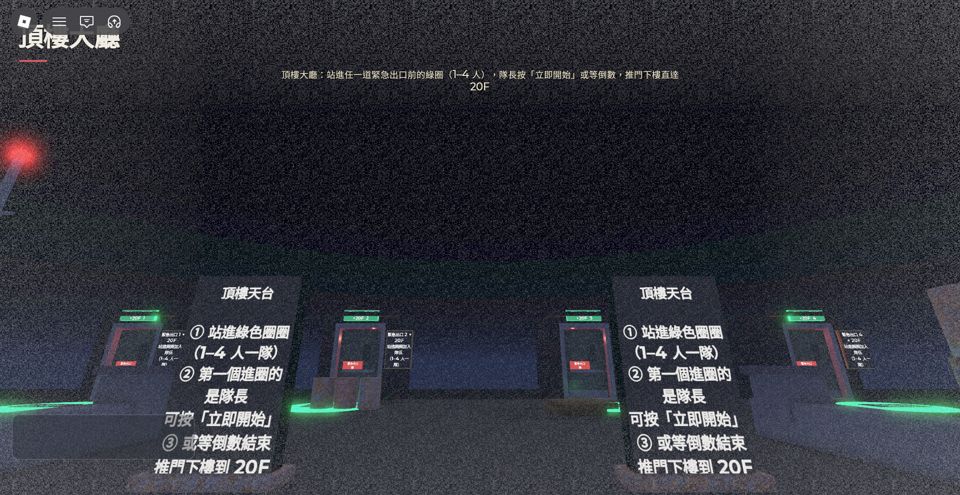 頂樓大廳
頂樓大廳：站進任一道緊急出口前的綠圈（1–4 人），隊長按「立即開始」或等倒數，推門下樓直達
20F
頂樓天台
① 站進綠色圈圈
（1–4 人一隊）
② 第一個進圈的
是隊長
可按「立即開始」
③ 或等倒數結束
推門下樓到 20F
頂樓天台
① 站進綠色圈圈
（1–4 人一隊）
② 第一個進圈的
是隊長
可按「立即開始」
③ 或等倒數結束
推門下樓到 20F